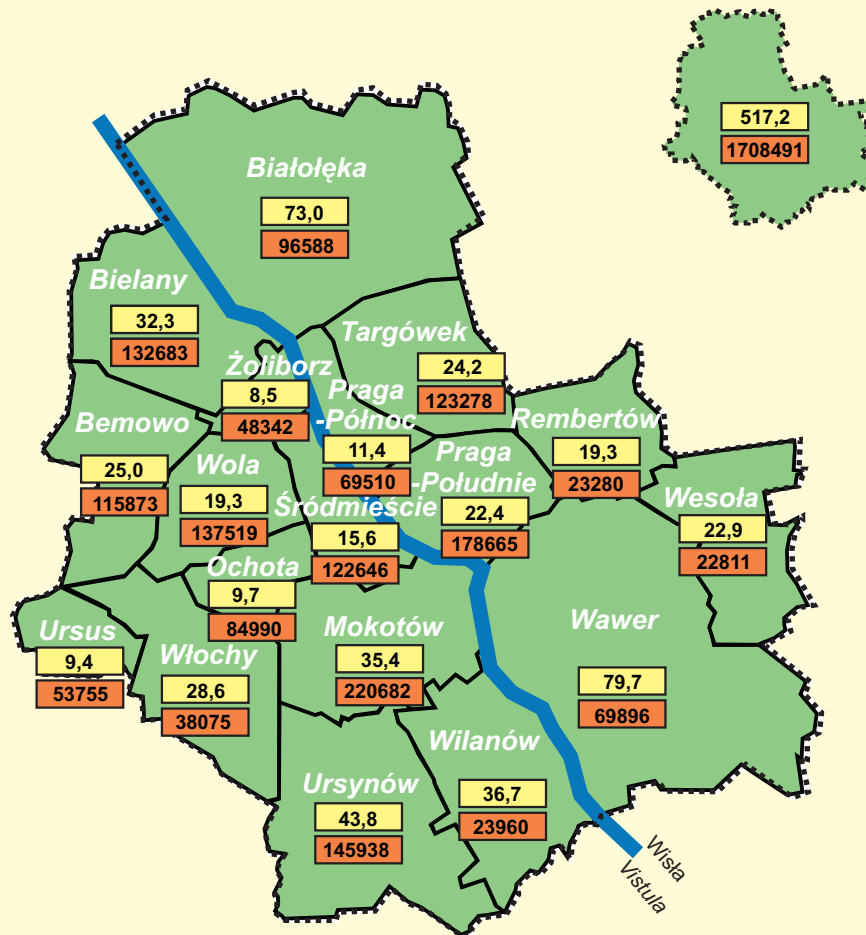 517,2
1708491
Białołęka
73,0
96588
Bielany
32,3
132683
Targówek
24,2
123278
Żoliborz
8,5
48342
Praga
-Północ
11,4
69510
Rembertów
19,3
23280
Bemowo
25,0
115873
Wola
19,3
137519
Praga
-Południe
22,4
178665
Wesoła
22,9
22811
Śródmieście
15,6
122646
Ochota
9,7
84990
Ursus
9,4
53755
Włochy
28,6
38075
Mokotów
35,4
220682
Wawer
79,7
69896
Wilanów
36,7
23960
Ursynów
43,8
145938
Wisła
Vistula